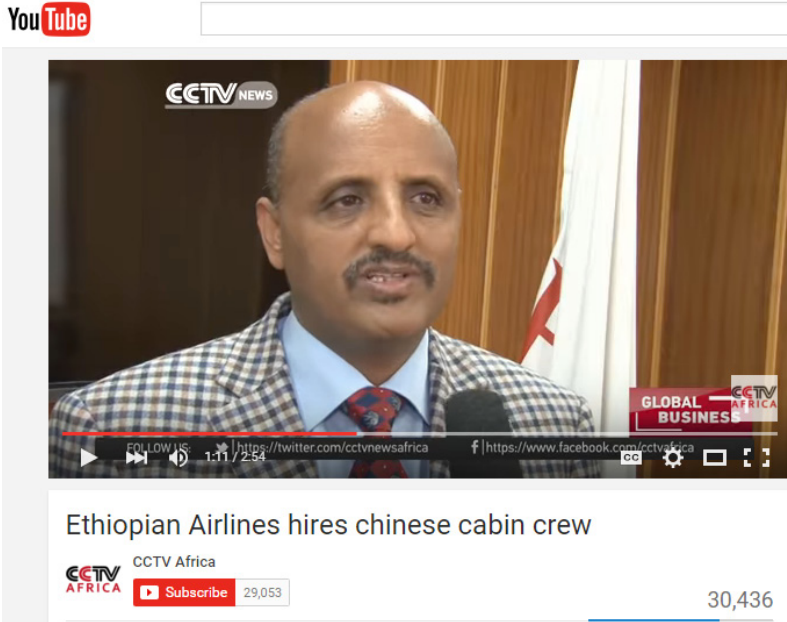 YouTube
CCTV NEWS
CCTV
AFRICA
GLOBAL
BUSINESS
FOLLOW US: https://twitter.com/cctvnewsafrica f https://www.facebook.com/cctvafrica
1:11 / 2:54
CC
Ethiopian Airlines hires chinese cabin crew
CCTV
AFRICA
CCTV Africa
Subscribe 29,053
30,436